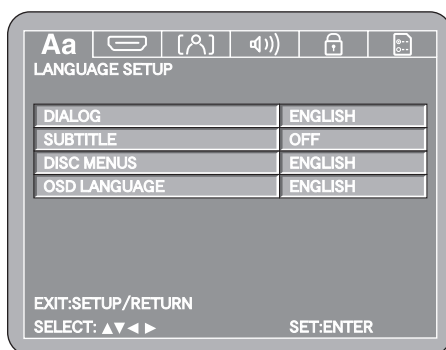 Aa
LANGUAGE SETUP
DIALOG ENGLISH
SUBTITLE OFF
DISC MENUS ENGLISH
OSD LANGUAGE ENGLISH
EXIT:SETUP/RETURN
SELECT: ▲▼◀ ▶ SET:ENTER